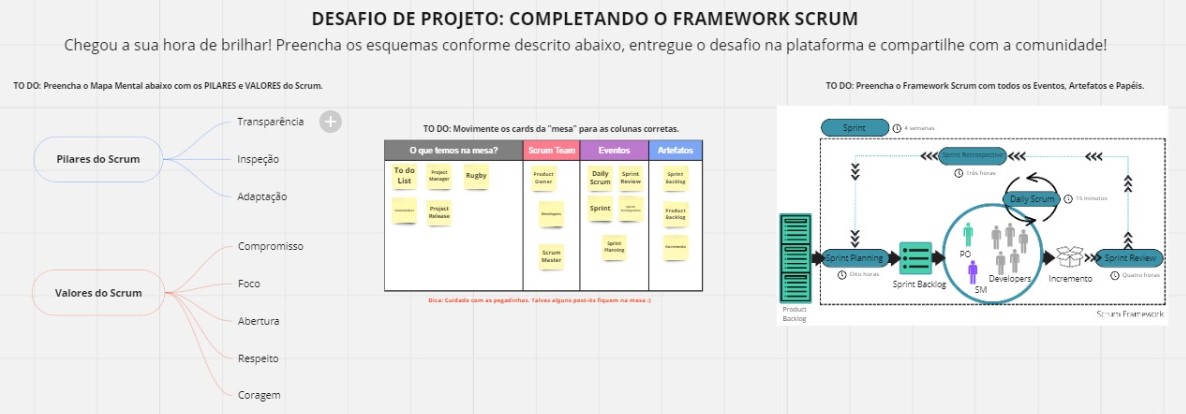 DESAFIO DE PROJETO: COMPLETANDO O FRAMEWORK SCRUM
Chegou a sua hora de brilhar! Preencha os esquemas conforme descrito abaixo, entregue o desafio na plataforma e compartilhe com a comunidade!
TO DO: Preencha o Mapa Mental abaixo com os PILARES e VALORES do Scrum.
Pilares do Scrum
Transparência
Inspeção
Adaptação
Valores do Scrum
Compromisso
Foco
Abertura
Respeito
Coragem
TO DO: Movimente os cards da "mesa" para as colunas corretas.
O que temos na mesa?
Scrum Team
Eventos
Artefatos
To do
List
Project
Manager
Rugby
Project
Release
Product
Owner
Developers
Scrum
Master
Daily
Scrum
Sprint
Review
Sprint
Sprint
Planning
Sprint
Backlog
Product
Backlog
Incremento
Dica: Cuidado com as pegadinhas. Talvez alguns post-its fiquem na mesa :)
TO DO: Preencha o Framework Scrum com todos os Eventos, Artefatos e Papéis.
Sprint
4 semanas
Sprint Retrospective
Três horas
Daily Scrum
15 minutos
Product
Backlog
Sprint Planning
Oito horas
Sprint Backlog
PO
SM
Developers
Incremento
Sprint Review
Quatro horas
Scrum Framework